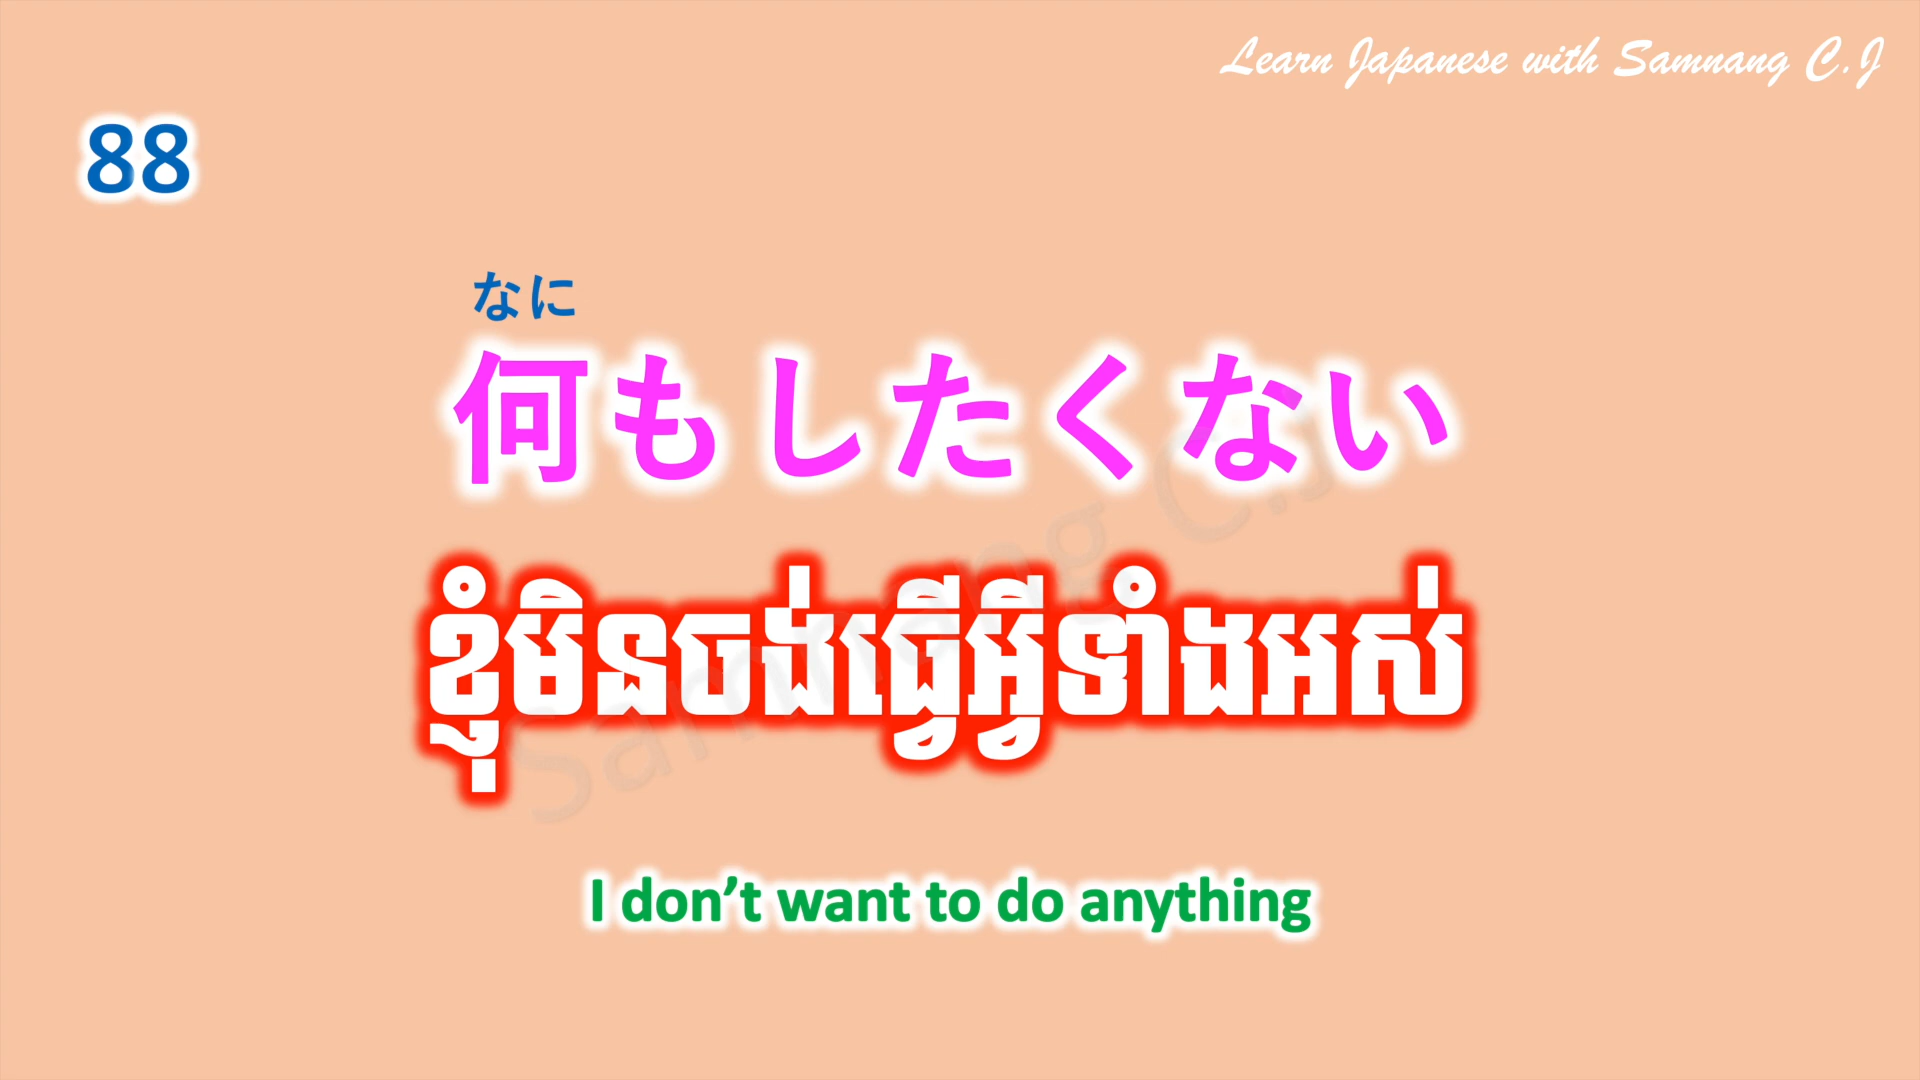 Learn Japanese with Samnang C.J
88
なに
何もしたくない
ខ្ញុំមិនចង់ធ្វើអ្វីទាំងអស់
Samnang C.J
I don’t want to do anything